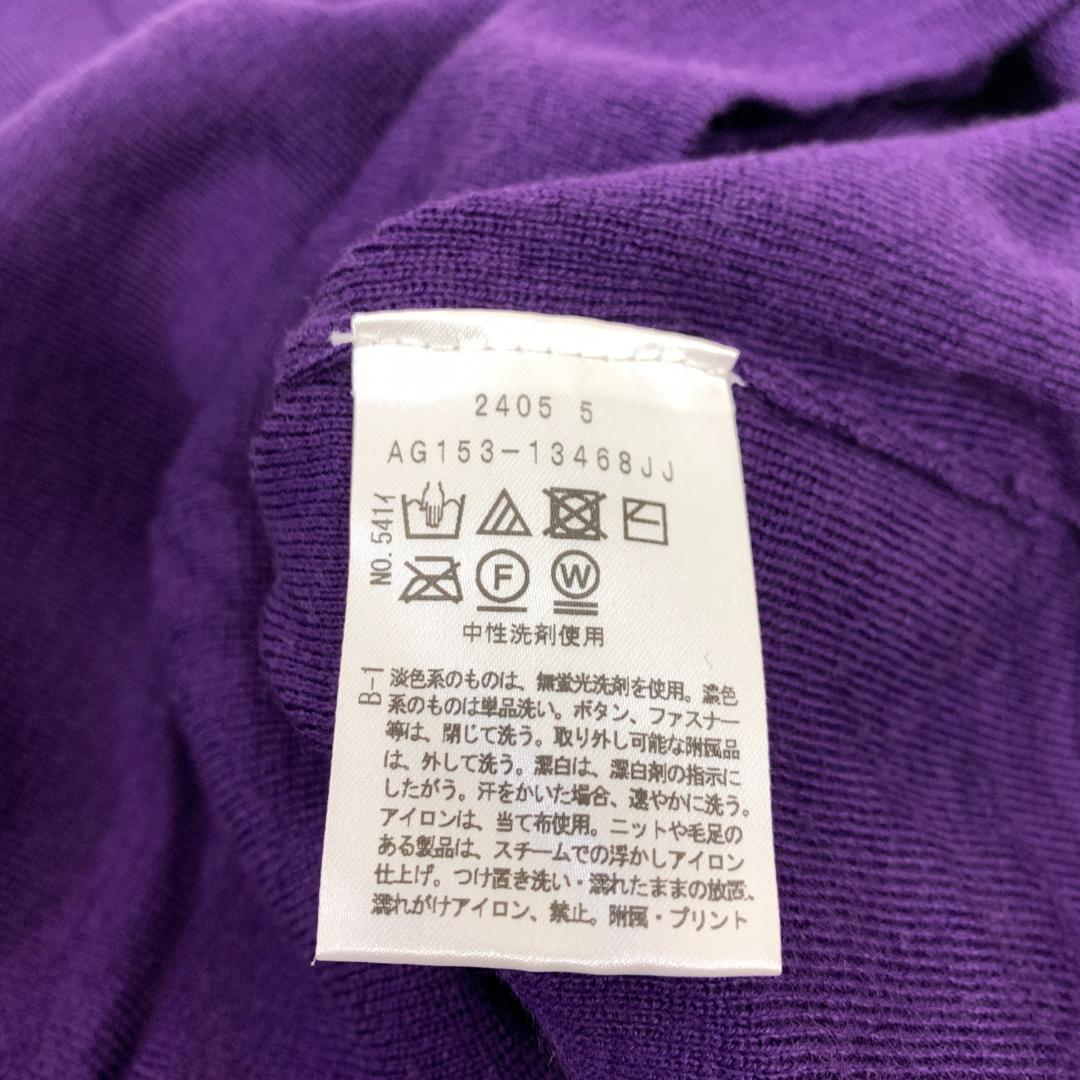 2405 5
AG153-13468JJ
NO.541イ
F W
中性洗剤使用
B-1
淡色系のものは、無蛍光洗剤を使用。濃色
系のものは単品洗い。ボタン、ファスナー
等は、閉じて洗う。取り外し可能な附属品
は、外して洗う。漂白は、漂白剤の指示に
したがう。汗をかいた場合、速やかに洗う。
アイロンは、当て布使用。ニットや毛足の
ある製品は、スチームでの浮かしアイロン
仕上げ。つけ置き洗い・濡れたままの放置、
濡れがけアイロン、禁止。附属・プリント